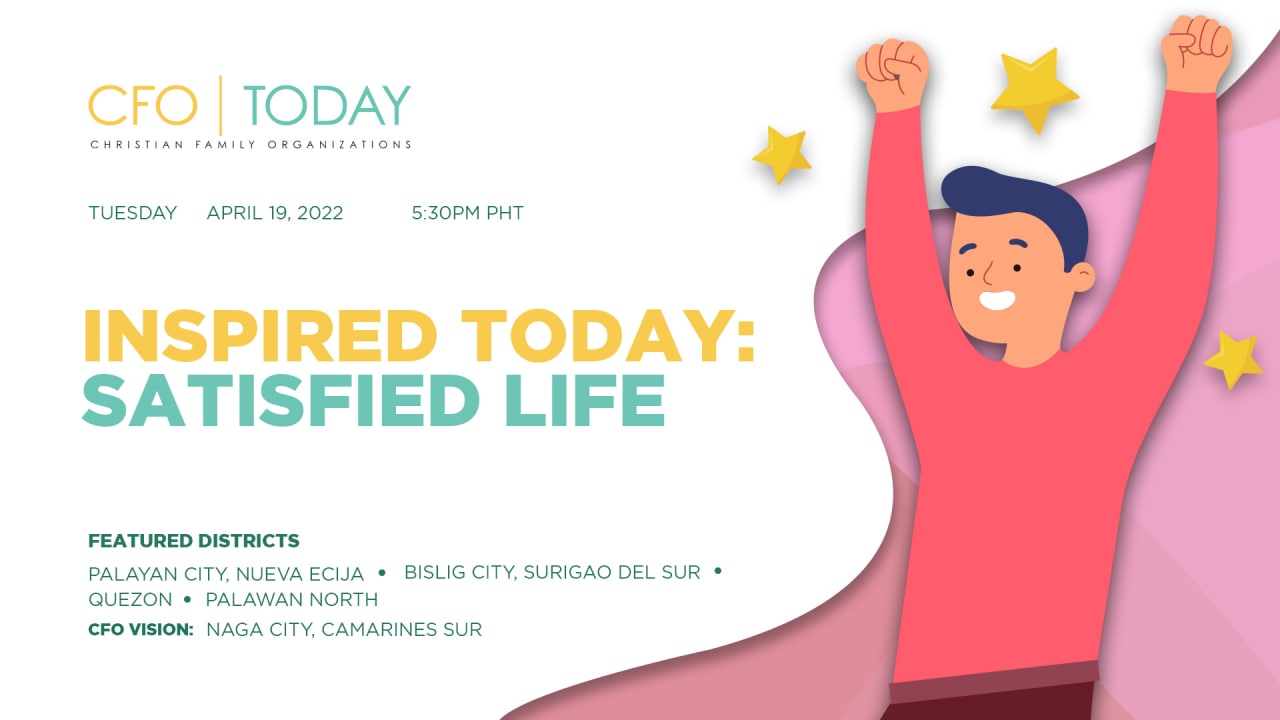 CFO | TODAY
CHRISTIAN FAMILY ORGANIZATIONS
TUESDAY APRIL 19, 2022 5:30PM PHT
INSPIRED TODAY:
SATISFIED LIFE
FEATURED DISTRICTS
PALAYAN CITY, NUEVA ECIJA • BISLIG CITY, SURIGAO DEL SUR •
QUEZON • PALAWAN NORTH
CFO VISION: NAGA CITY, CAMARINES SUR